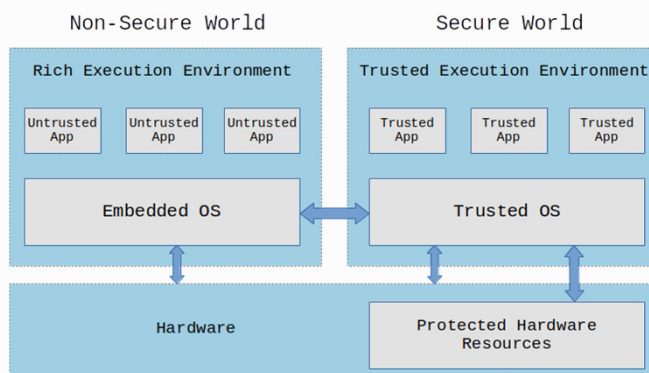 Non-Secure World
Secure World
Rich Execution Environment
Trusted Execution Environment
Untrusted
App
Untrusted
App
Untrusted
App
Trusted
App
Trusted
App
Trusted
App
Embedded OS
Trusted OS
Hardware
Protected Hardware
Resources